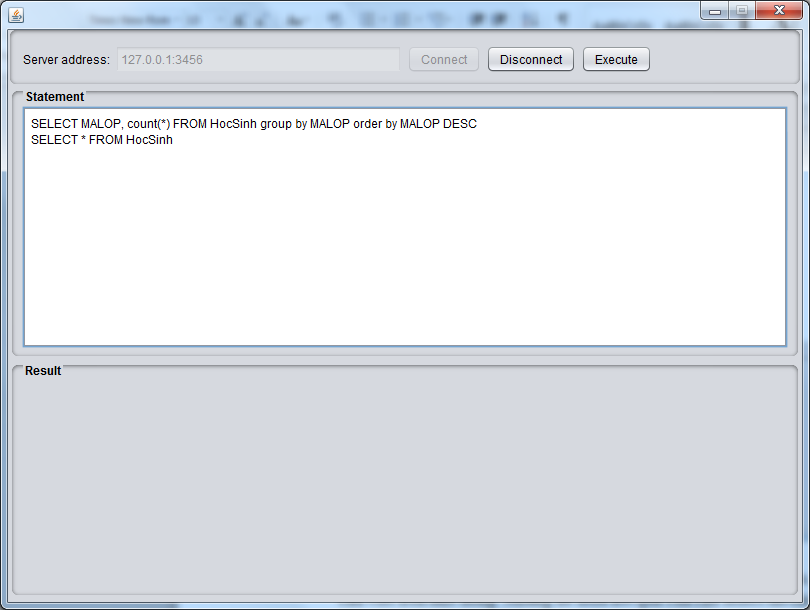 Server address: 127.0.0.1:3456 Connect Disconnect Execute
Statement
SELECT MALOP, count(*) FROM HocSinh group by MALOP order by MALOP DESC
SELECT * FROM HocSinh
Result